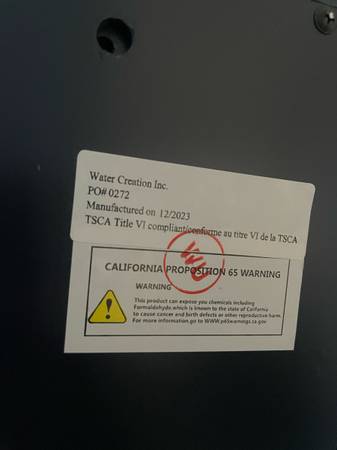 Water Creation Inc.
PO# 0272
Manufactured on 12/2023
TSCA Title VI compliant/conforme au titre VI de la TSCA
CALIFORNIA PROPOSITION 65 WARNING
WARNING
This product can expose you chemicals including
Formaldehyde which is known to the state of California
to cause cancer and birth defects or other reproductive harm.
For more information.go to WWW.p65warnings.ca.gov